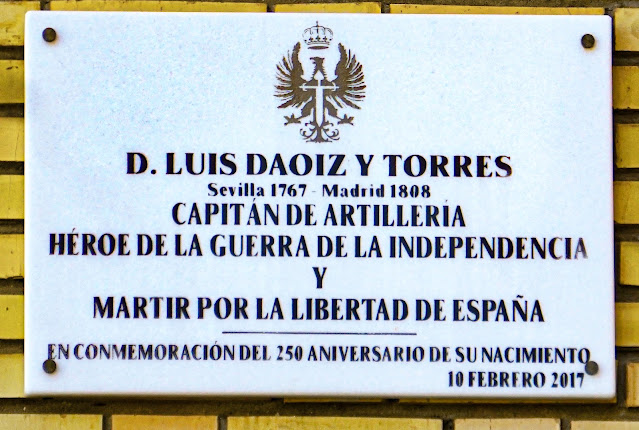 D. LUIS DAOIZ Y TORRES
Sevilla 1767 - Madrid 1808
CAPITÁN DE ARTILLERÍA
HÉROE DE LA GUERRA DE LA INDEPENDENCIA
Y
MARTIR POR LA LIBERTAD DE ESPAÑA
EN CONMEMORACIÓN DEL 250 ANIVERSARIO DE SU NACIMIENTO
10 FEBRERO 2017